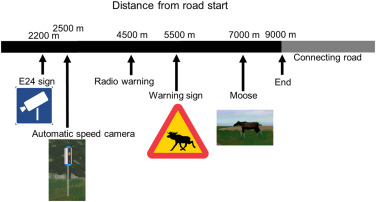 Distance from road start
2500 m
2200 m
4500 m
5500 m
7000 m
9000 m
Connecting road
E24 sign
Radio warning
Warning sign
Moose
End
Automatic speed camera